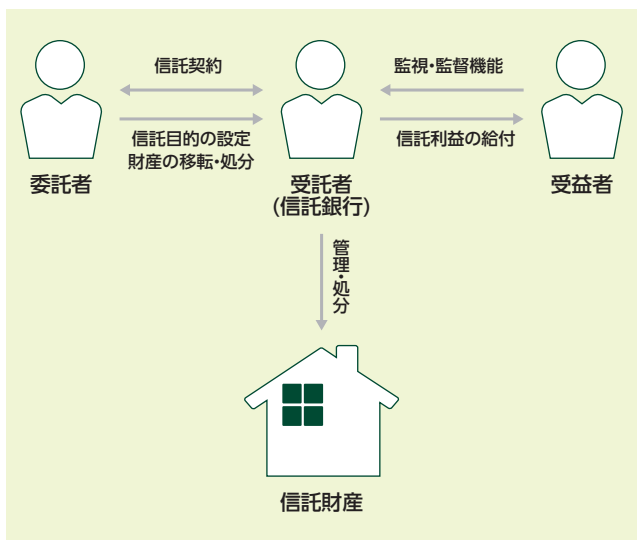 信託契約
監視・監督機能
信託目的の設定
財産の移転・処分
信託利益の給付
委託者
受託者
(信託銀行)
受益者
管理・処分
信託財産